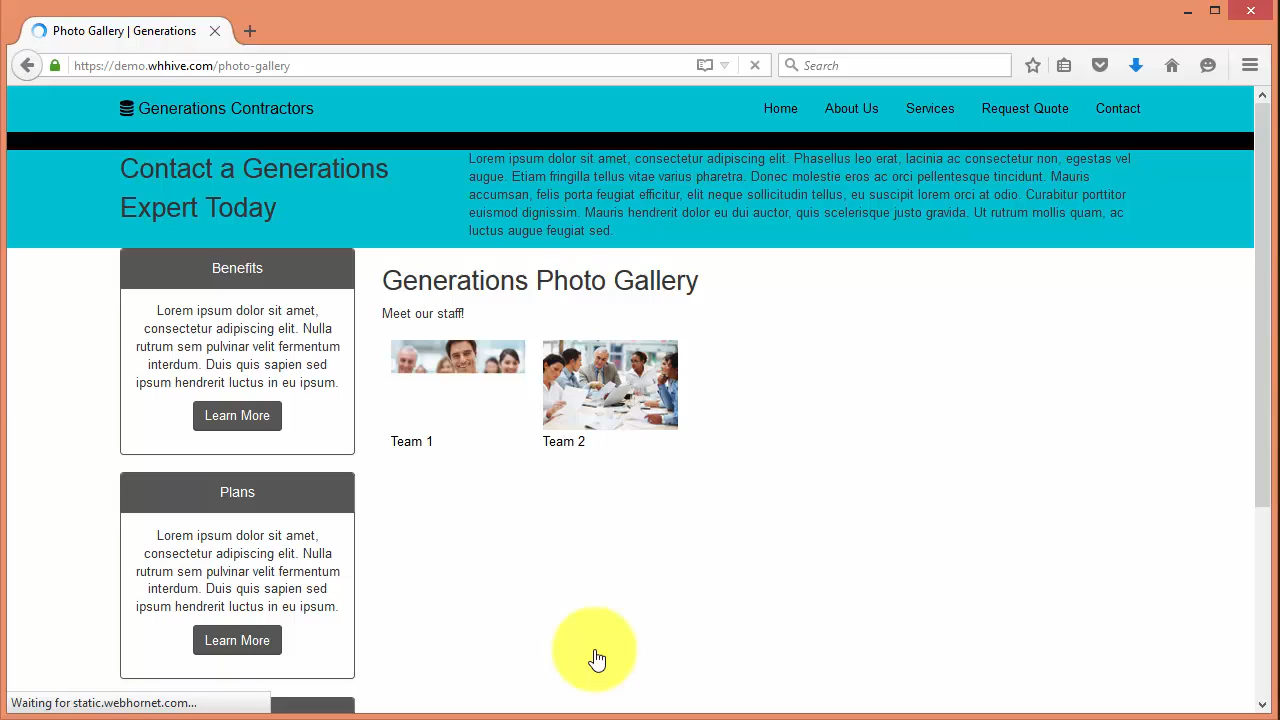 Photo Gallery | Generations
https://demo.whhive.com/photo-gallery
Search
Generations Contractors
Home
About Us
Services
Request Quote
Contact
Contact a Generations
Expert Today
Lorem ipsum dolor sit amet, consectetur adipiscing elit. Phasellus leo erat, lacinia ac consectetur non, egestas vel
augue. Etiam fringilla tellus vitae varius pharetra. Donec molestie eros ac orci pellentesque tincidunt. Mauris
accumsan, felis porta feugiat efficitur, elit neque sollicitudin tellus, eu suscipit lorem orci at odio. Curabitur porttitor
euismod dignissim. Mauris hendrerit dolor eu dui auctor, quis scelerisque justo gravida. Ut rutrum mollis quam, ac
luctus augue feugiat sed.
Benefits
Lorem ipsum dolor sit amet,
consectetur adipiscing elit. Nulla
rutrum sem pulvinar velit fermentum
interdum. Duis quis sapien sed
ipsum hendrerit luctus in eu ipsum.
Learn More
Generations Photo Gallery
Meet our staff!
Team 1
Team 2
Plans
Lorem ipsum dolor sit amet,
consectetur adipiscing elit. Nulla
rutrum sem pulvinar velit fermentum
interdum. Duis quis sapien sed
ipsum hendrerit luctus in eu ipsum.
Learn More
Waiting for static.webhornet.com...